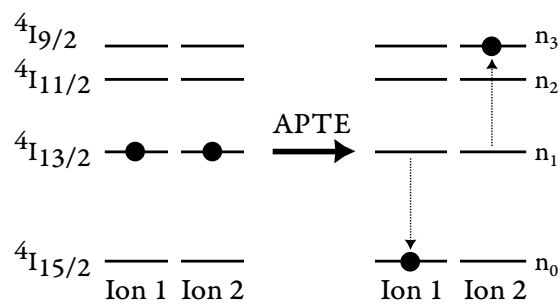 ⁴I₉/₂ n₃
⁴I₁₁/₂ n₂
APTE
⁴I₁₃/₂ n₁
⁴I₁₅/₂ n₀
Ion 1 Ion 2 Ion 1 Ion 2